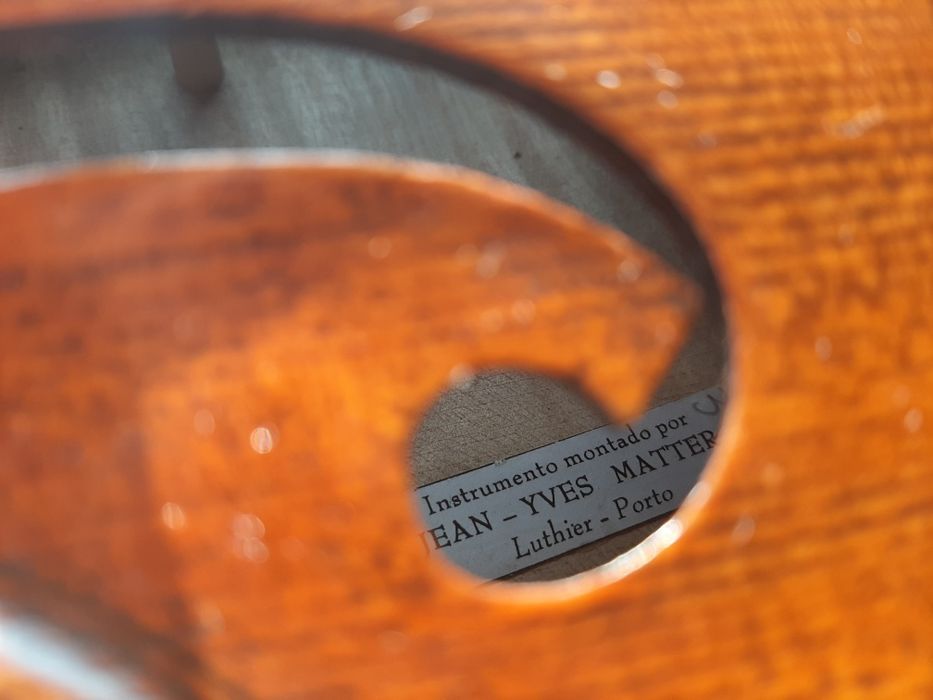 Instrumento montado por
JEAN - YVES MATTER
Luthier - Porto